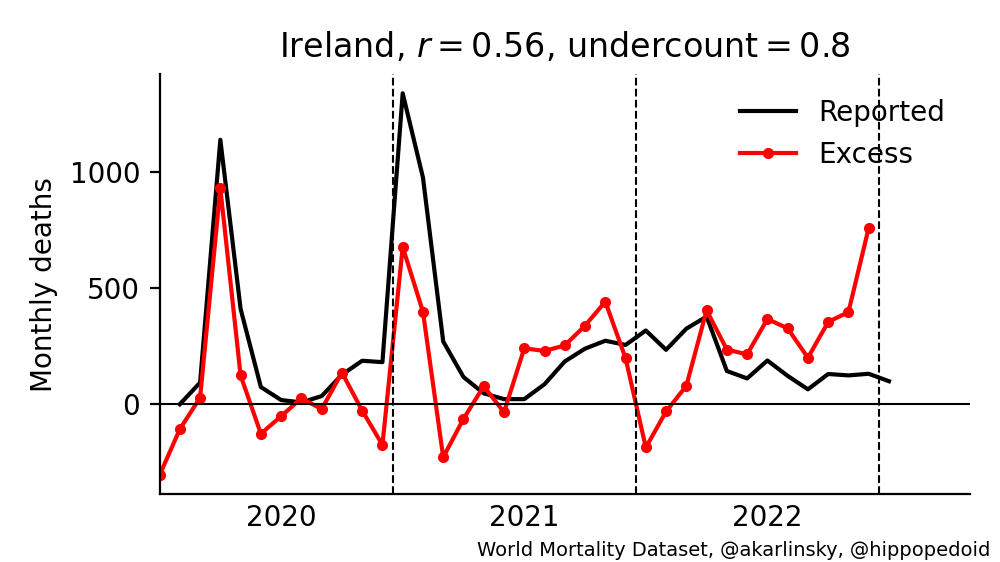 Ireland, r = 0.56, undercount = 0.8
Reported
Excess
Monthly deaths
1000
500
0
2020 2021 2022
World Mortality Dataset, @akarlinsky, @hippopedoid